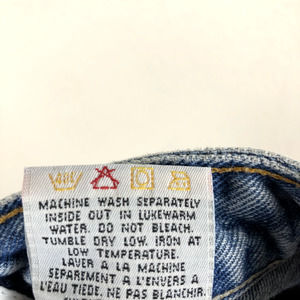 MACHINE WASH SEPARATELY
INSIDE OUT IN LUKEWARM
WATER. DO NOT BLEACH.
TUMBLE DRY LOW. IRON AT
LOW TEMPERATURE.
LAVER À LA MACHINE
SEPAREMENT A L'ENVERS A
L'EAU TIEDE. NE PAS BLANCHIR.